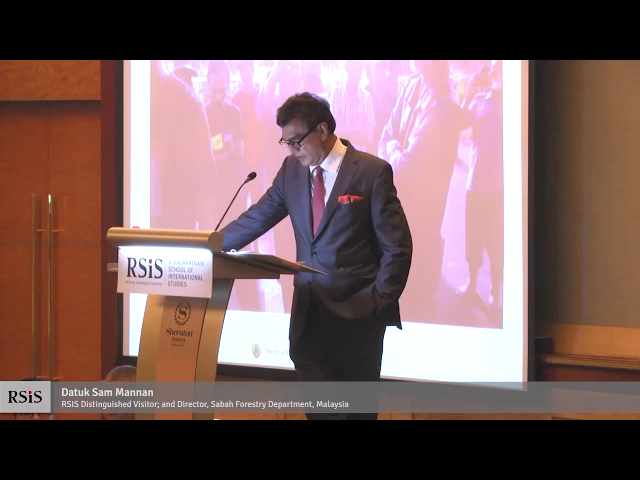 RSiS
S. RAJARATNAM
SCHOOL OF
INTERNATIONAL
STUDIES
Sheraton
Towers
RSiS
Datuk Sam Mannan
RSIS Distinguished Visitor; and Director, Sabah Forestry Department, Malaysia